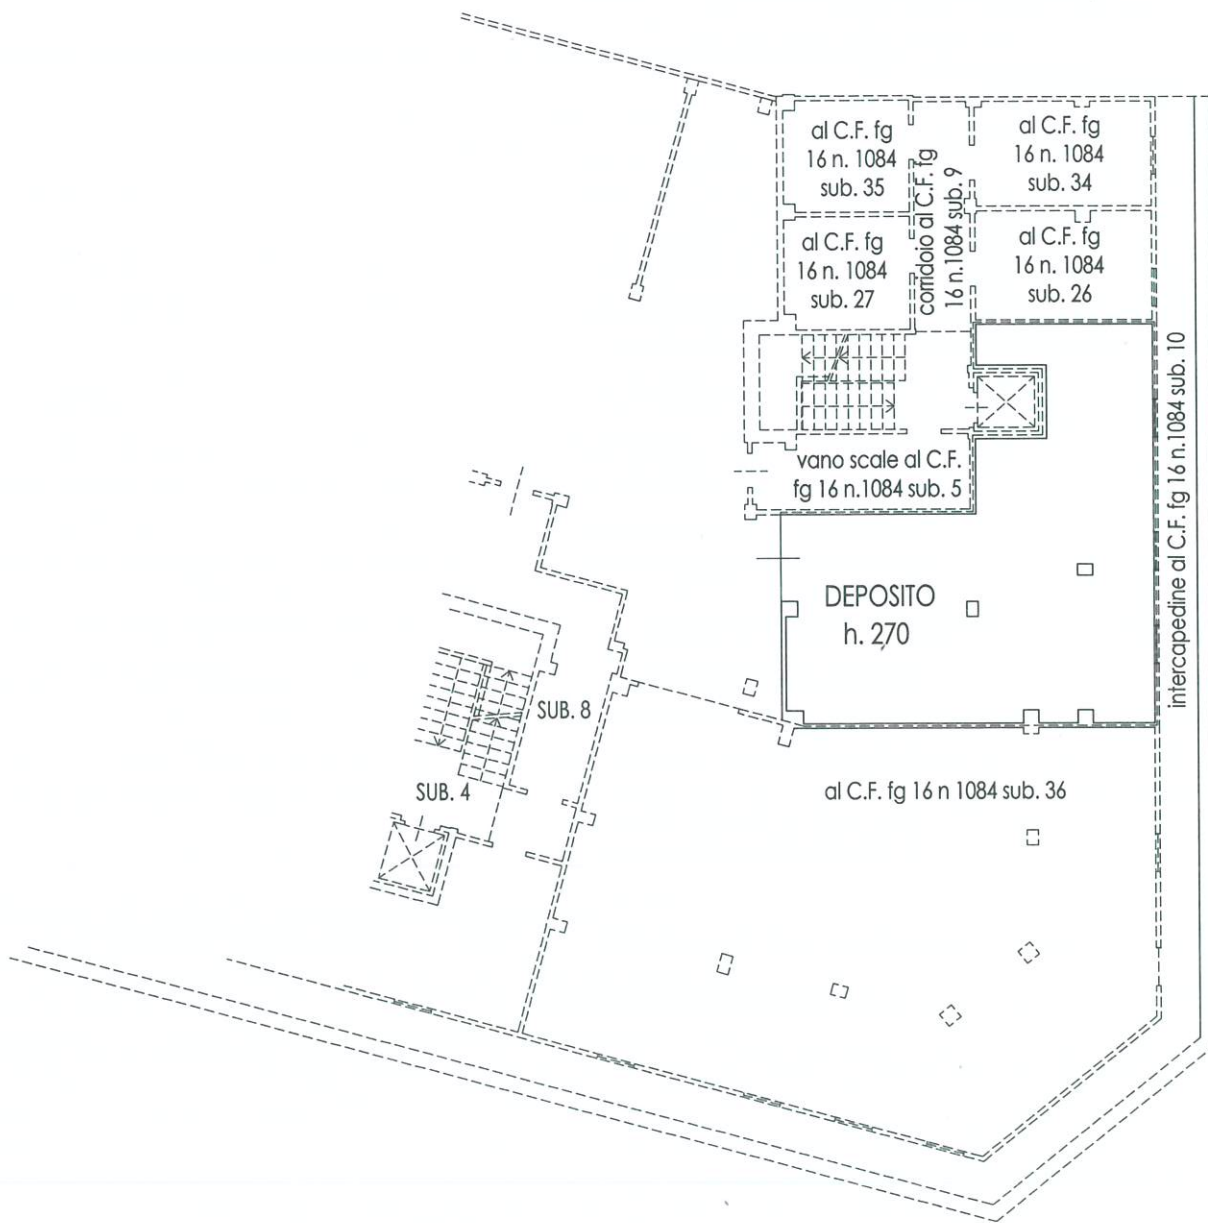 al C.F. fg
16 n. 1084
sub. 35
corridoio al C.F. fg
16 n.1084 sub. 9
al C.F. fg
16 n. 1084
sub. 34
al C.F. fg
16 n. 1084
sub. 27
al C.F. fg
16 n. 1084
sub. 26
intercapedine al C.F. fg 16 n.1084 sub. 10
vano scale al C.F.
fg 16 n.1084 sub. 5
DEPOSITO
h. 270
SUB. 8
SUB. 4
al C.F. fg 16 n 1084 sub. 36